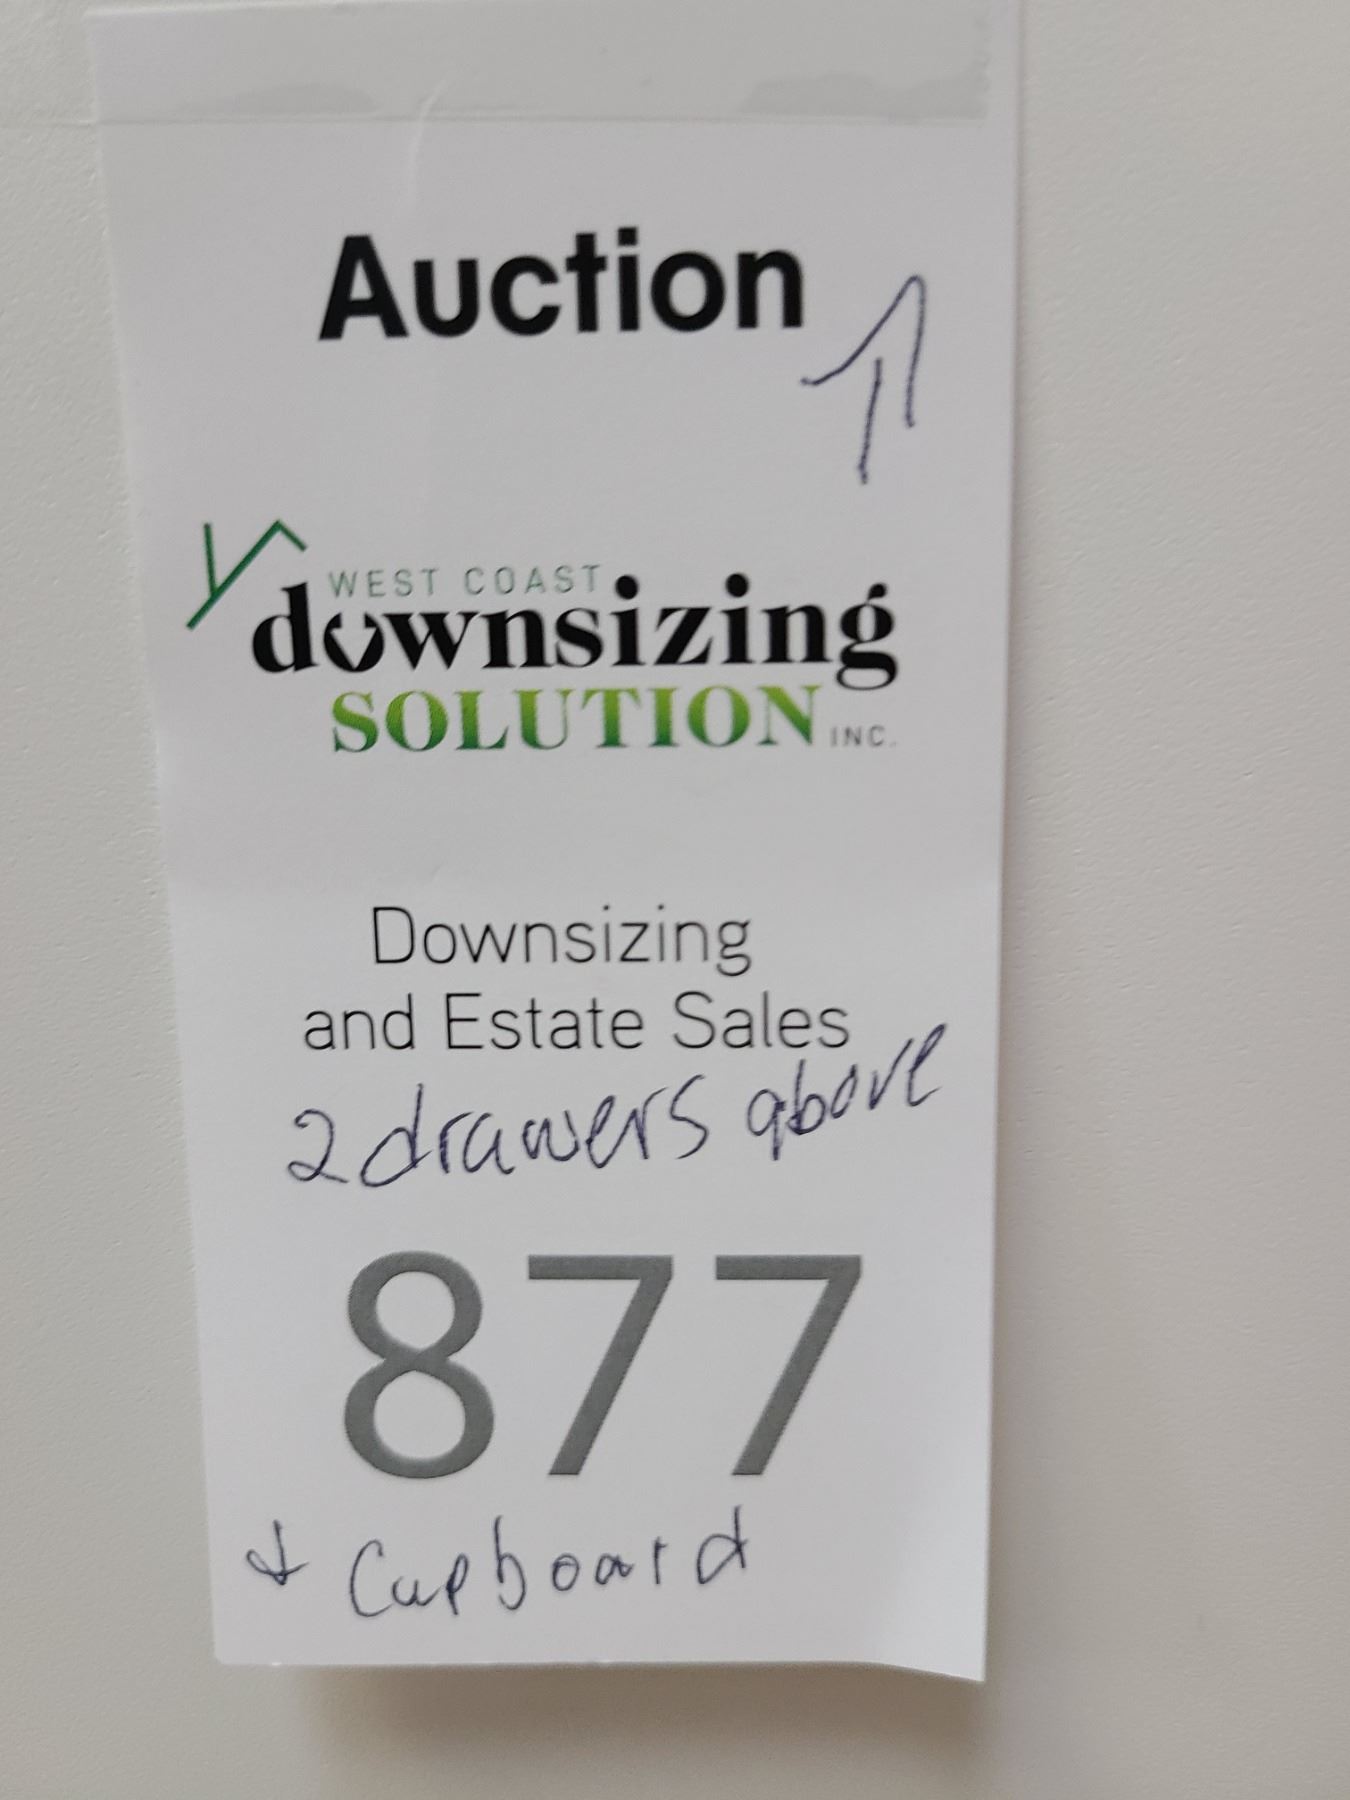 Auction
WEST COAST
downsizing
SOLUTION INC.
Downsizing
and Estate Sales
2 drawers above
877
& Cupboard